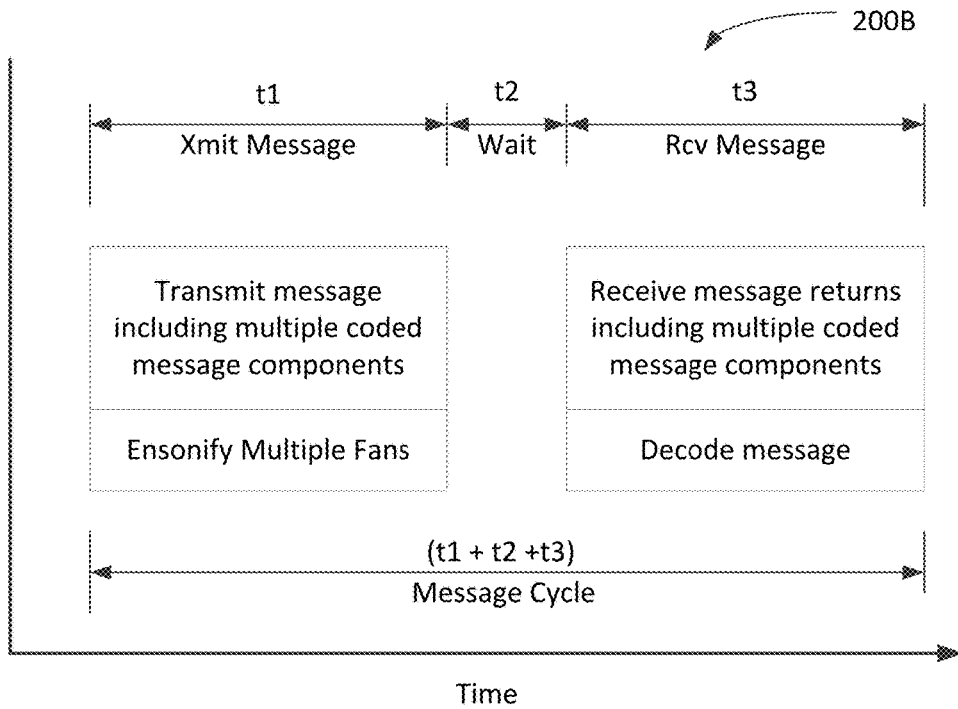 200B
t1
t2
t3
Xmit Message
Wait
Rcv Message
Transmit message
including multiple coded
message components
Receive message returns
including multiple coded
message components
Ensonify Multiple Fans
Decode message
(t1 + t2 +t3)
Message Cycle
Time